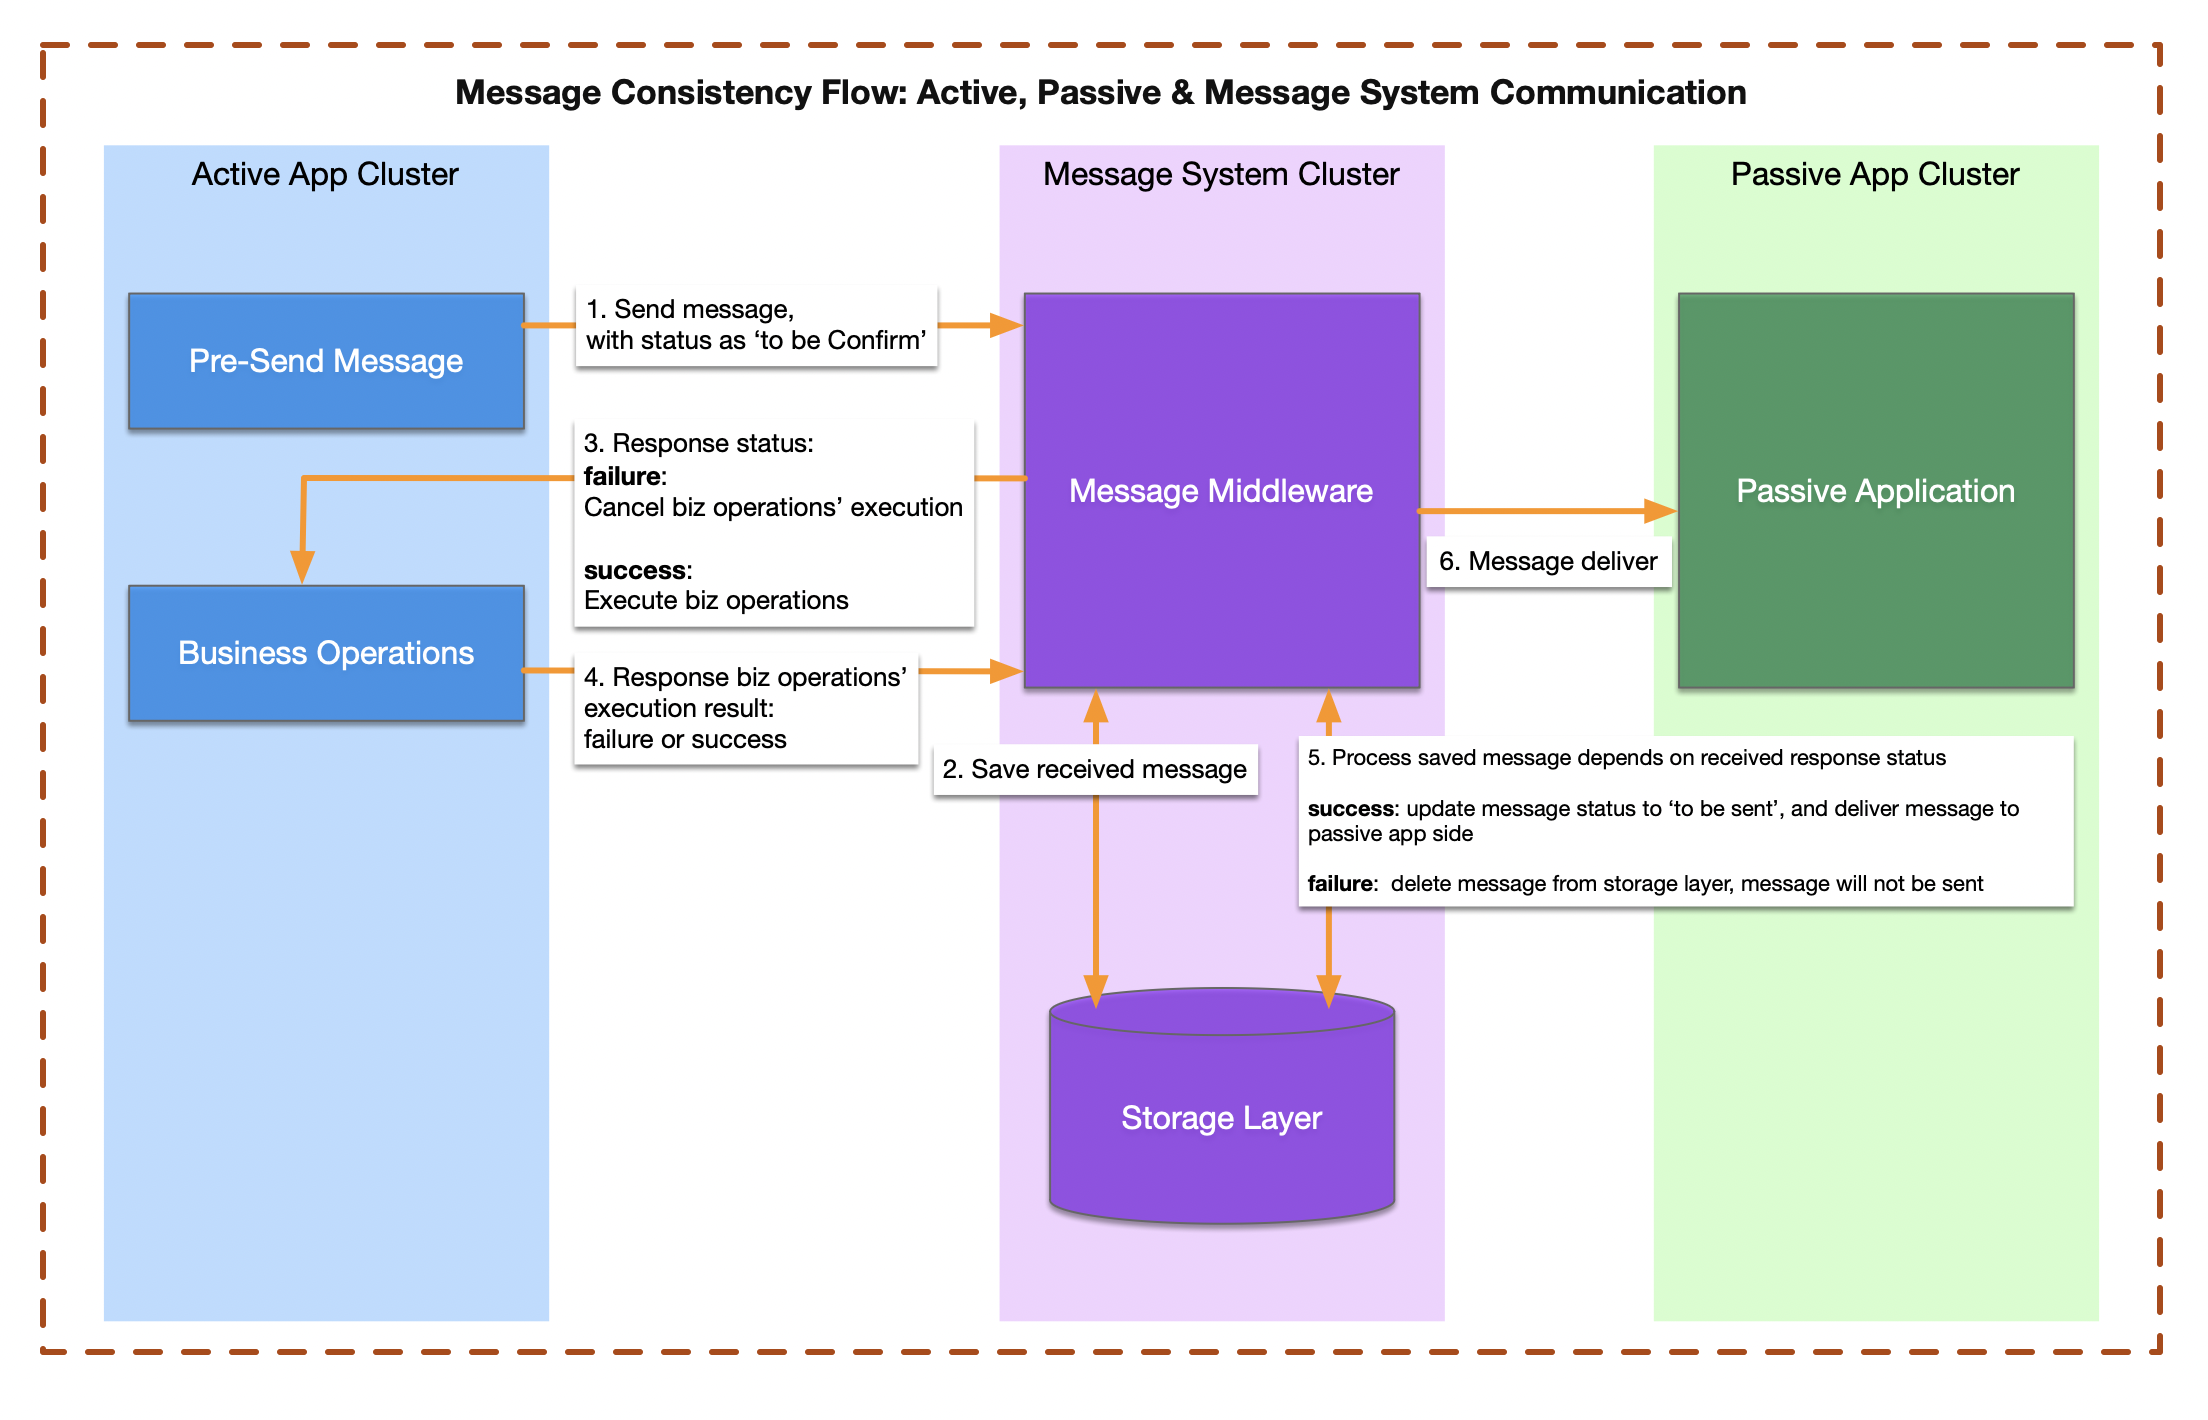 Message Consistency Flow: Active, Passive & Message System Communication
Active App Cluster
Message System Cluster
Passive App Cluster
Pre-Send Message
1. Send message,
with status as ‘to be Confirm’
3. Response status:
failure:
Cancel biz operations’ execution
success:
Execute biz operations
Message Middleware
Passive Application
6. Message deliver
Business Operations
4. Response biz operations’
execution result:
failure or success
2. Save received message
5. Process saved message depends on received response status
success: update message status to ‘to be sent’, and deliver message to
passive app side
failure:  delete message from storage layer, message will not be sent
Storage Layer